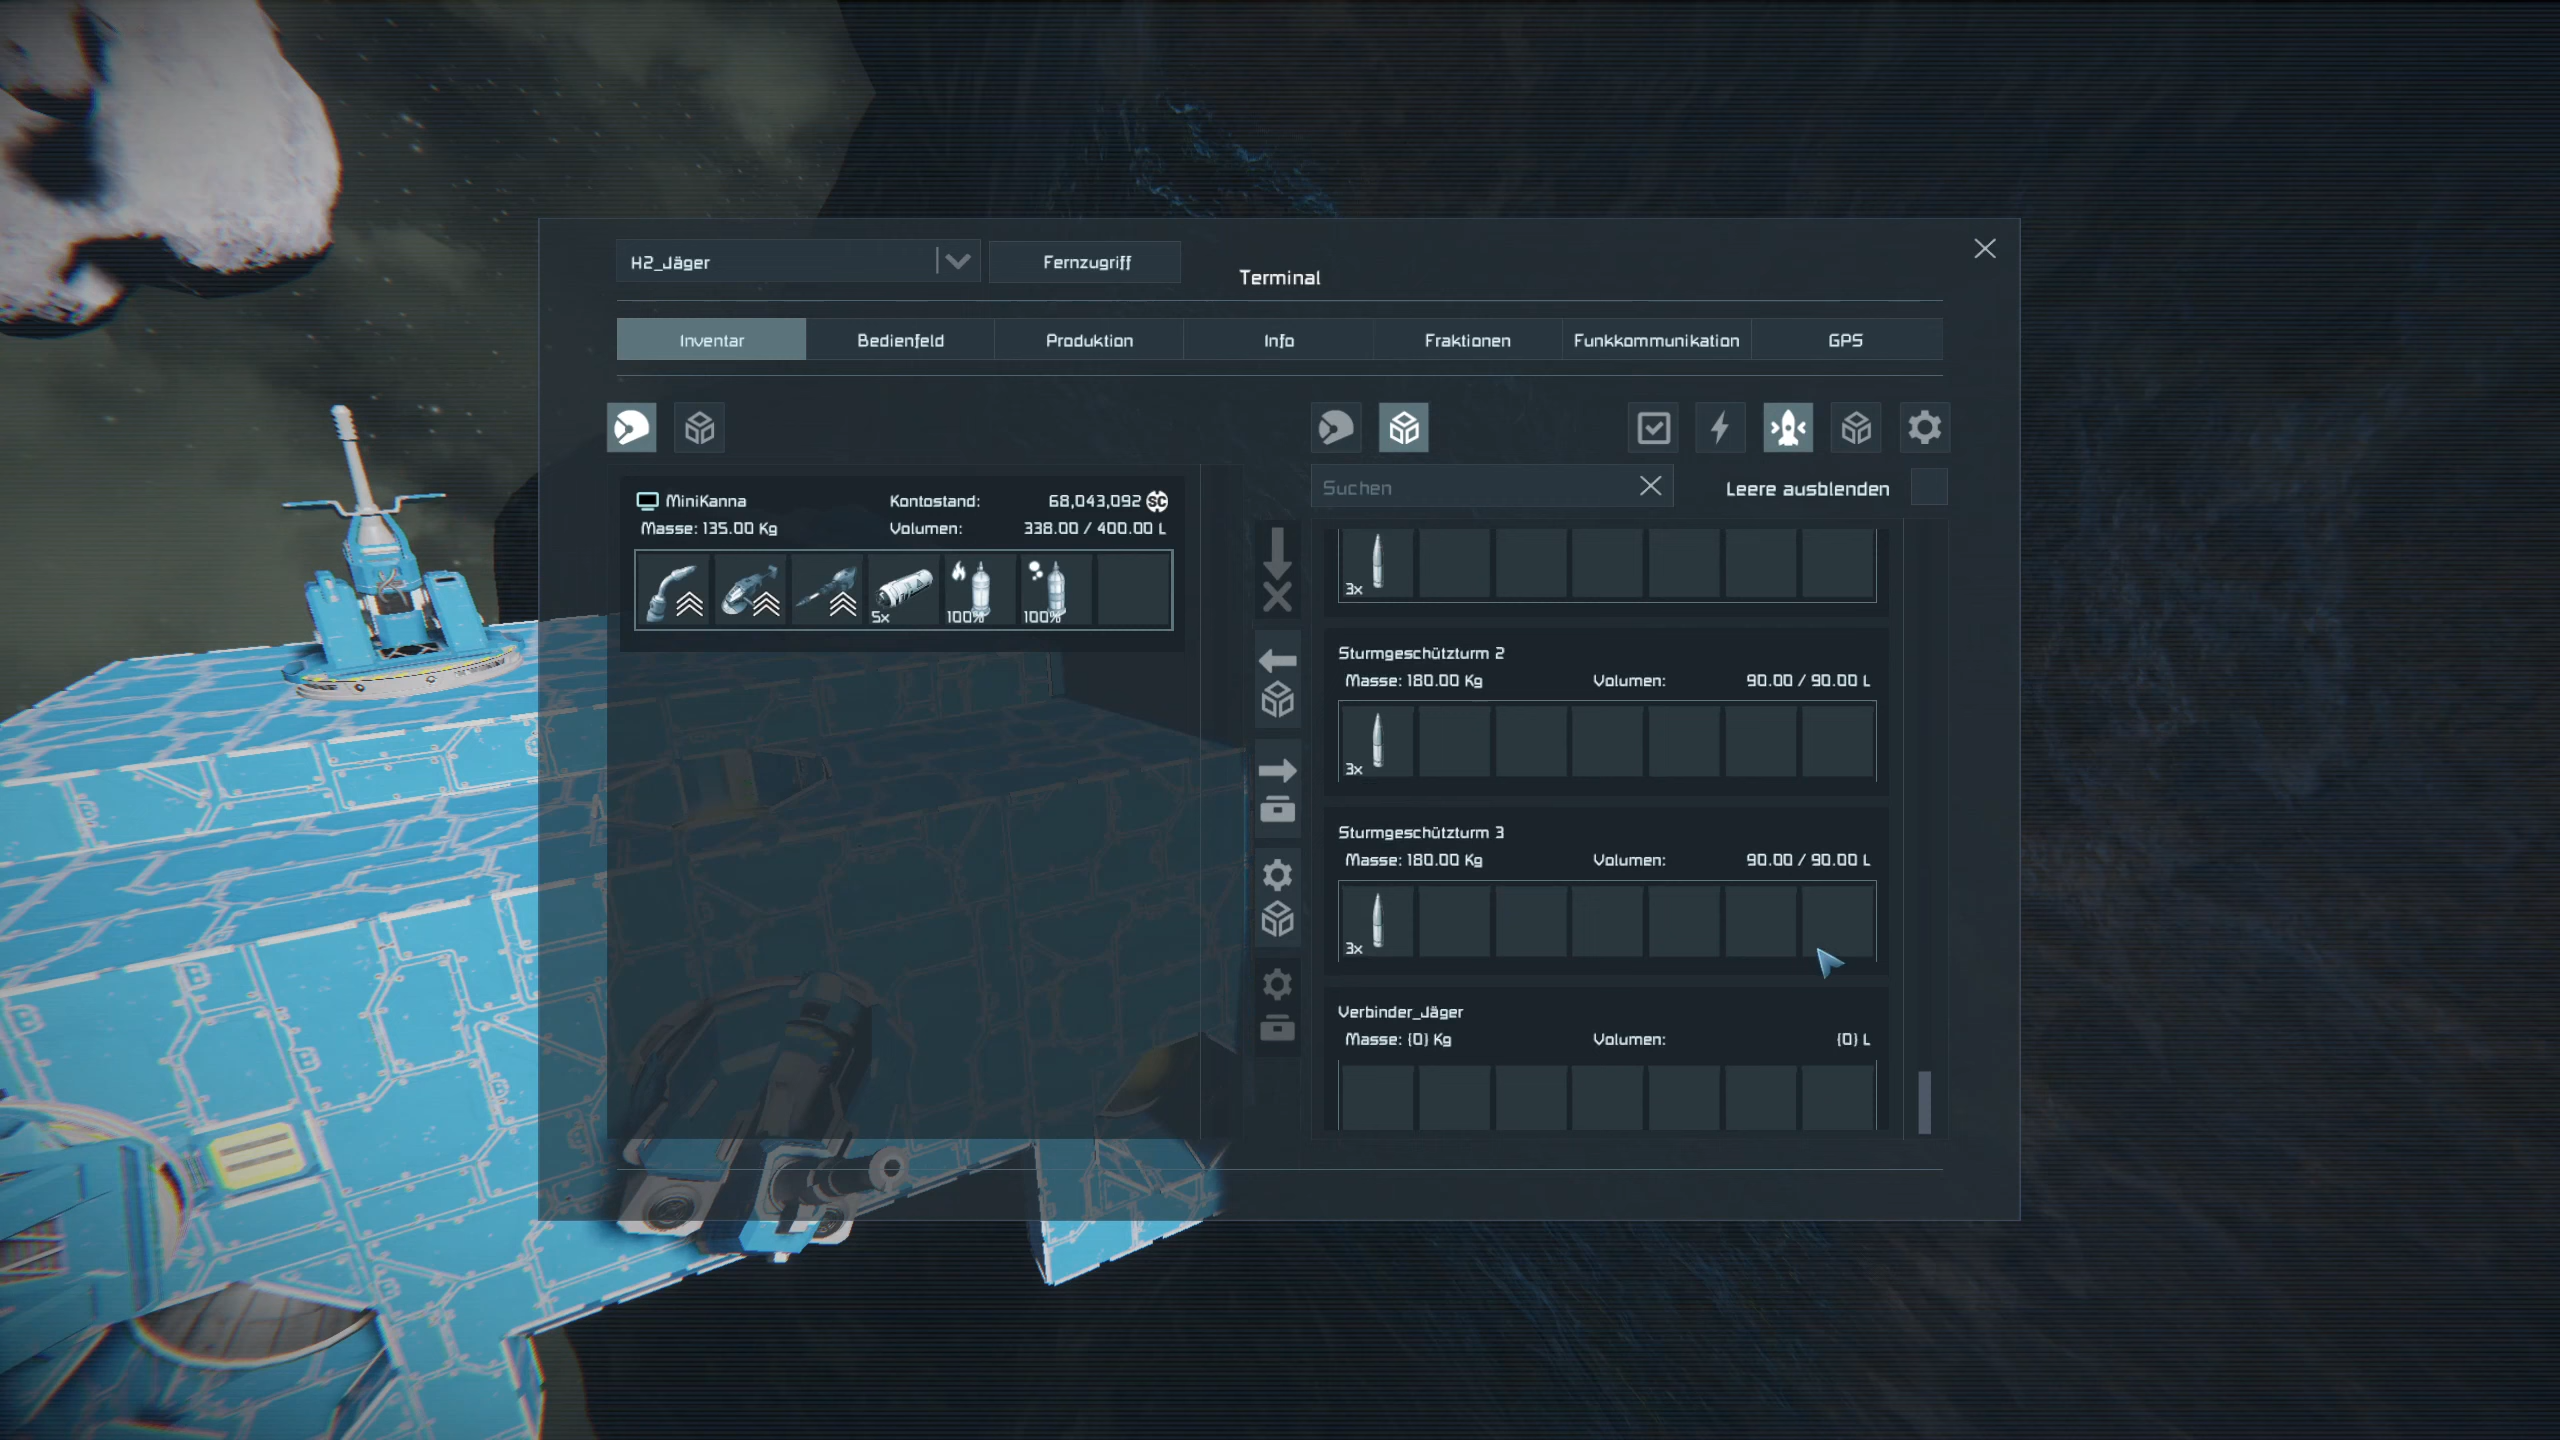 H2_Jäger
Fernzugriff
Terminal
Inventar
Bedienfeld
Produktion
Info
Fraktionen
Funkkommunikation
GPS
MiniKanna
Kontostand: 68,043,092 SC
Masse: 135.00 Kg
Volumen: 338.00 / 400.00 L
5x
100%
100%
Suchen
Leere ausblenden
3x
Sturmgeschützturm 2
Masse: 180.00 Kg
Volumen: 90.00 / 90.00 L
3x
Sturmgeschützturm 3
Masse: 180.00 Kg
Volumen: 90.00 / 90.00 L
3x
Verbinder_Jäger
Masse: (0) Kg
Volumen: (0) L